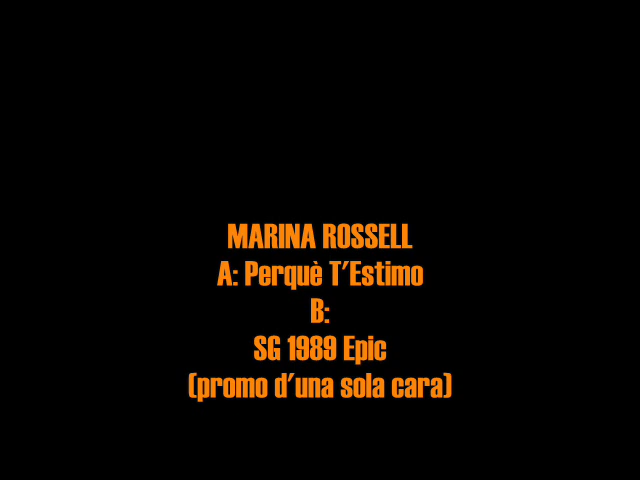 MARINA ROSSELL
A: Perquè T'Estimo
B:
SG 1989 Epic
(promo d'una sola cara)